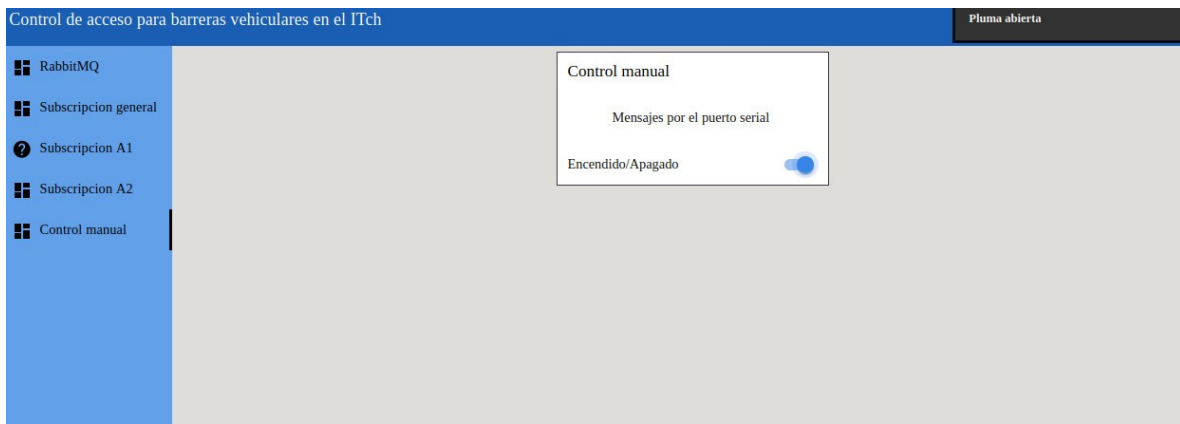 Control de acceso para barreras vehiculares en el ITch
Pluma abierta
RabbitMQ
Subscripcion general
Subscripcion A1
Subscripcion A2
Control manual
Control manual
Mensajes por el puerto serial
Encendido/Apagado